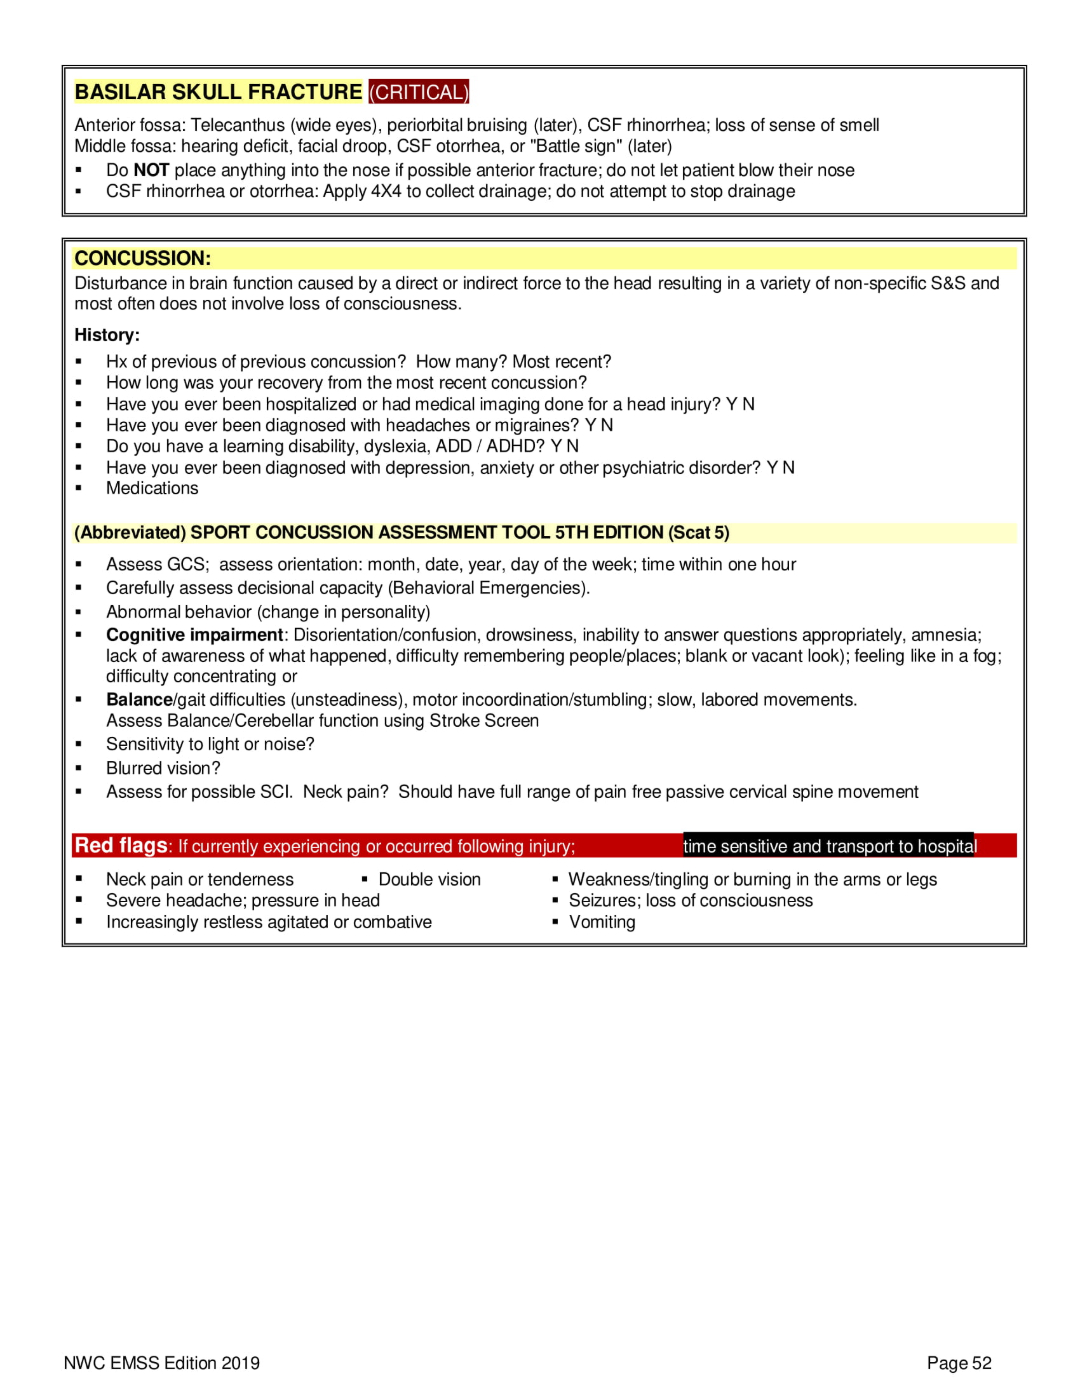 BASILAR SKULL FRACTURE (CRITICAL)
Anterior fossa: Telecanthus (wide eyes), periorbital bruising (later), CSF rhinorrhea; loss of sense of smell
Middle fossa: hearing deficit, facial droop, CSF otorrhea, or "Battle sign" (later)
▪ Do NOT place anything into the nose if possible anterior fracture; do not let patient blow their nose
▪ CSF rhinorrhea or otorrhea: Apply 4X4 to collect drainage; do not attempt to stop drainage
CONCUSSION:
Disturbance in brain function caused by a direct or indirect force to the head resulting in a variety of non-specific S&S and
most often does not involve loss of consciousness.
History:
▪ Hx of previous of previous concussion? How many? Most recent?
▪ How long was your recovery from the most recent concussion?
▪ Have you ever been hospitalized or had medical imaging done for a head injury? Y N
▪ Have you ever been diagnosed with headaches or migraines? Y N
▪ Do you have a learning disability, dyslexia, ADD / ADHD? Y N
▪ Have you ever been diagnosed with depression, anxiety or other psychiatric disorder? Y N
▪ Medications
(Abbreviated) SPORT CONCUSSION ASSESSMENT TOOL 5TH EDITION (Scat 5)
▪ Assess GCS; assess orientation: month, date, year, day of the week; time within one hour
▪ Carefully assess decisional capacity (Behavioral Emergencies).
▪ Abnormal behavior (change in personality)
▪ Cognitive impairment: Disorientation/confusion, drowsiness, inability to answer questions appropriately, amnesia;
lack of awareness of what happened, difficulty remembering people/places; blank or vacant look); feeling like in a fog;
difficulty concentrating or
▪ Balance/gait difficulties (unsteadiness), motor incoordination/stumbling; slow, labored movements.
Assess Balance/Cerebellar function using Stroke Screen
▪ Sensitivity to light or noise?
▪ Blurred vision?
▪ Assess for possible SCI. Neck pain? Should have full range of pain free passive cervical spine movement
Red flags: If currently experiencing or occurred following injury; time sensitive and transport to hospital
▪ Neck pain or tenderness ▪ Double vision ▪ Weakness/tingling or burning in the arms or legs
▪ Severe headache; pressure in head ▪ Seizures; loss of consciousness
▪ Increasingly restless agitated or combative ▪ Vomiting
NWC EMSS Edition 2019 Page 52